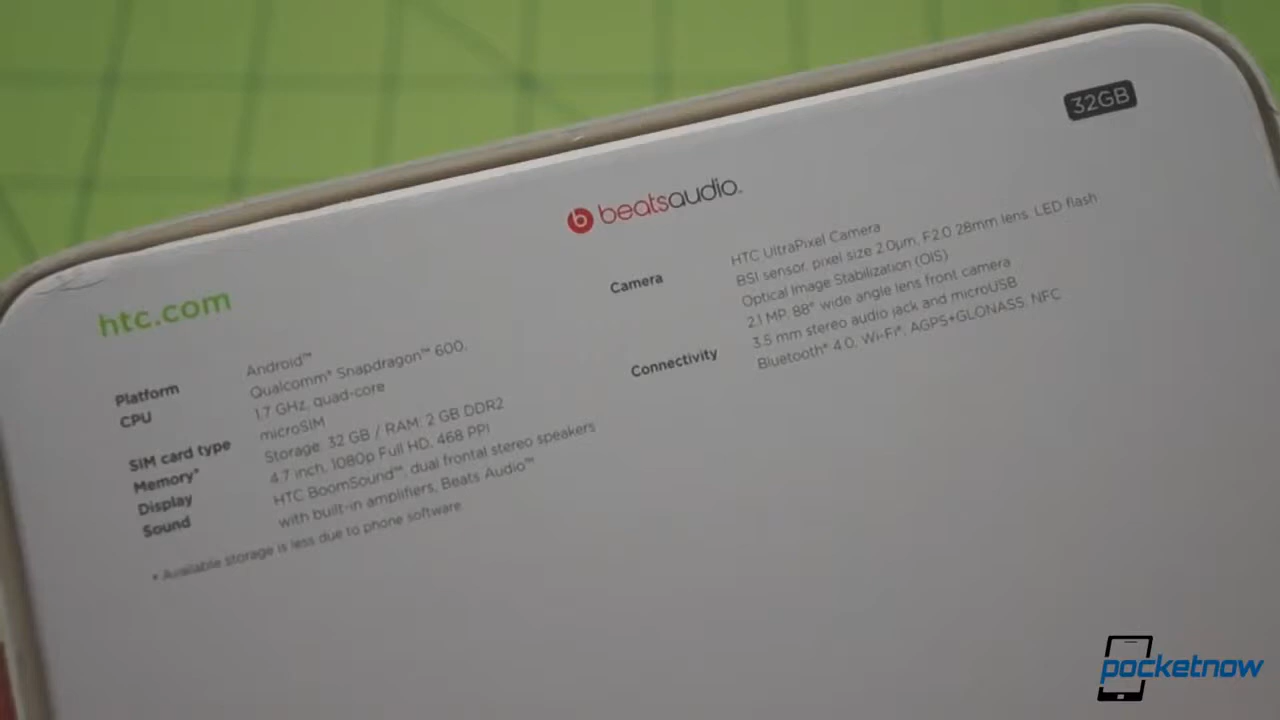 32GB
beatsaudio™
htc.com
Platform Android™
CPU Qualcomm® Snapdragon™ 600,
1.7 GHz, quad-core
SIM card type microSIM
Memory* Storage: 32 GB / RAM: 2 GB DDR2
Display 4.7 inch, 1080p Full HD, 468 PPI
Sound HTC BoomSound™, dual frontal stereo speakers
with built-in amplifiers, Beats Audio™
* Available storage is less due to phone software.
Camera HTC UltraPixel Camera
BSI sensor, pixel size 2.0µm, F2.0 28mm lens, LED flash
Optical Image Stabilization (OIS)
2.1 MP, 88° wide angle lens front camera
Connectivity 3.5 mm stereo audio jack and microUSB
Bluetooth® 4.0, Wi-Fi®, AGPS+GLONASS, NFC
pocketnow